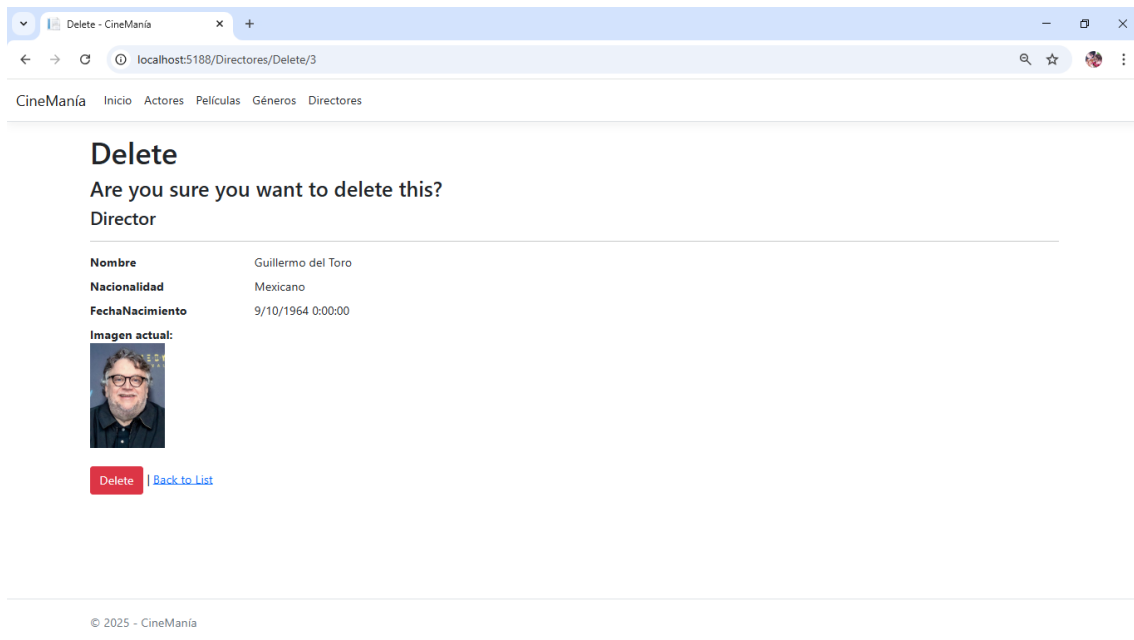 Delete - CineManía
localhost:5188/Directores/Delete/3
CineManía Inicio Actores Películas Géneros Directores
Delete
Are you sure you want to delete this?
Director
Nombre Guillermo del Toro
Nacionalidad Mexicano
FechaNacimiento 9/10/1964 0:00:00
Imagen actual:
Delete | Back to List
© 2025 - CineManía